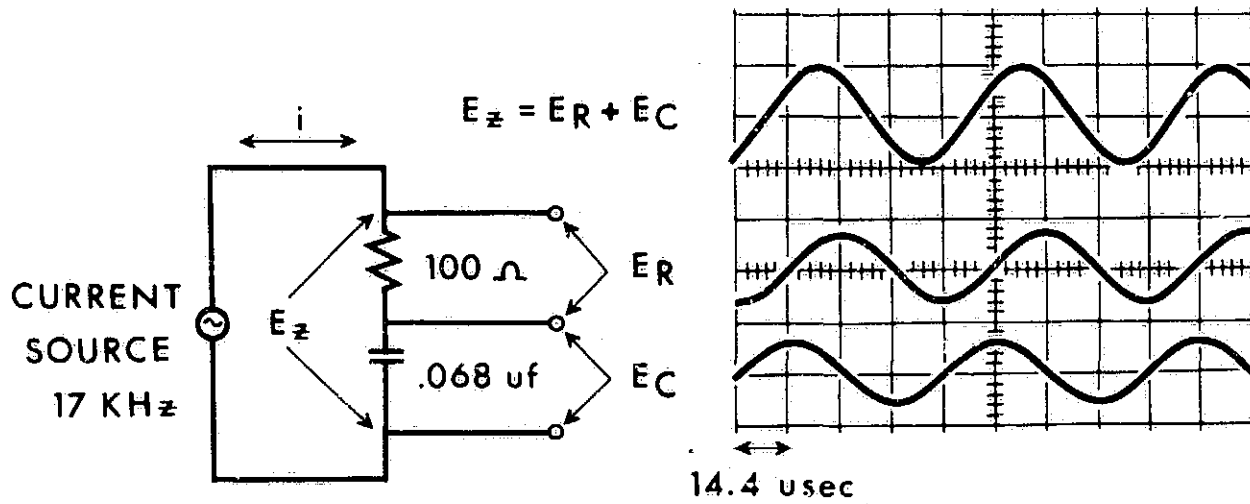 i
E_z = E_R + E_C
CURRENT
SOURCE
17 KHz
E_z
100 Ω
.068 uf
E_R
E_C
14.4 usec